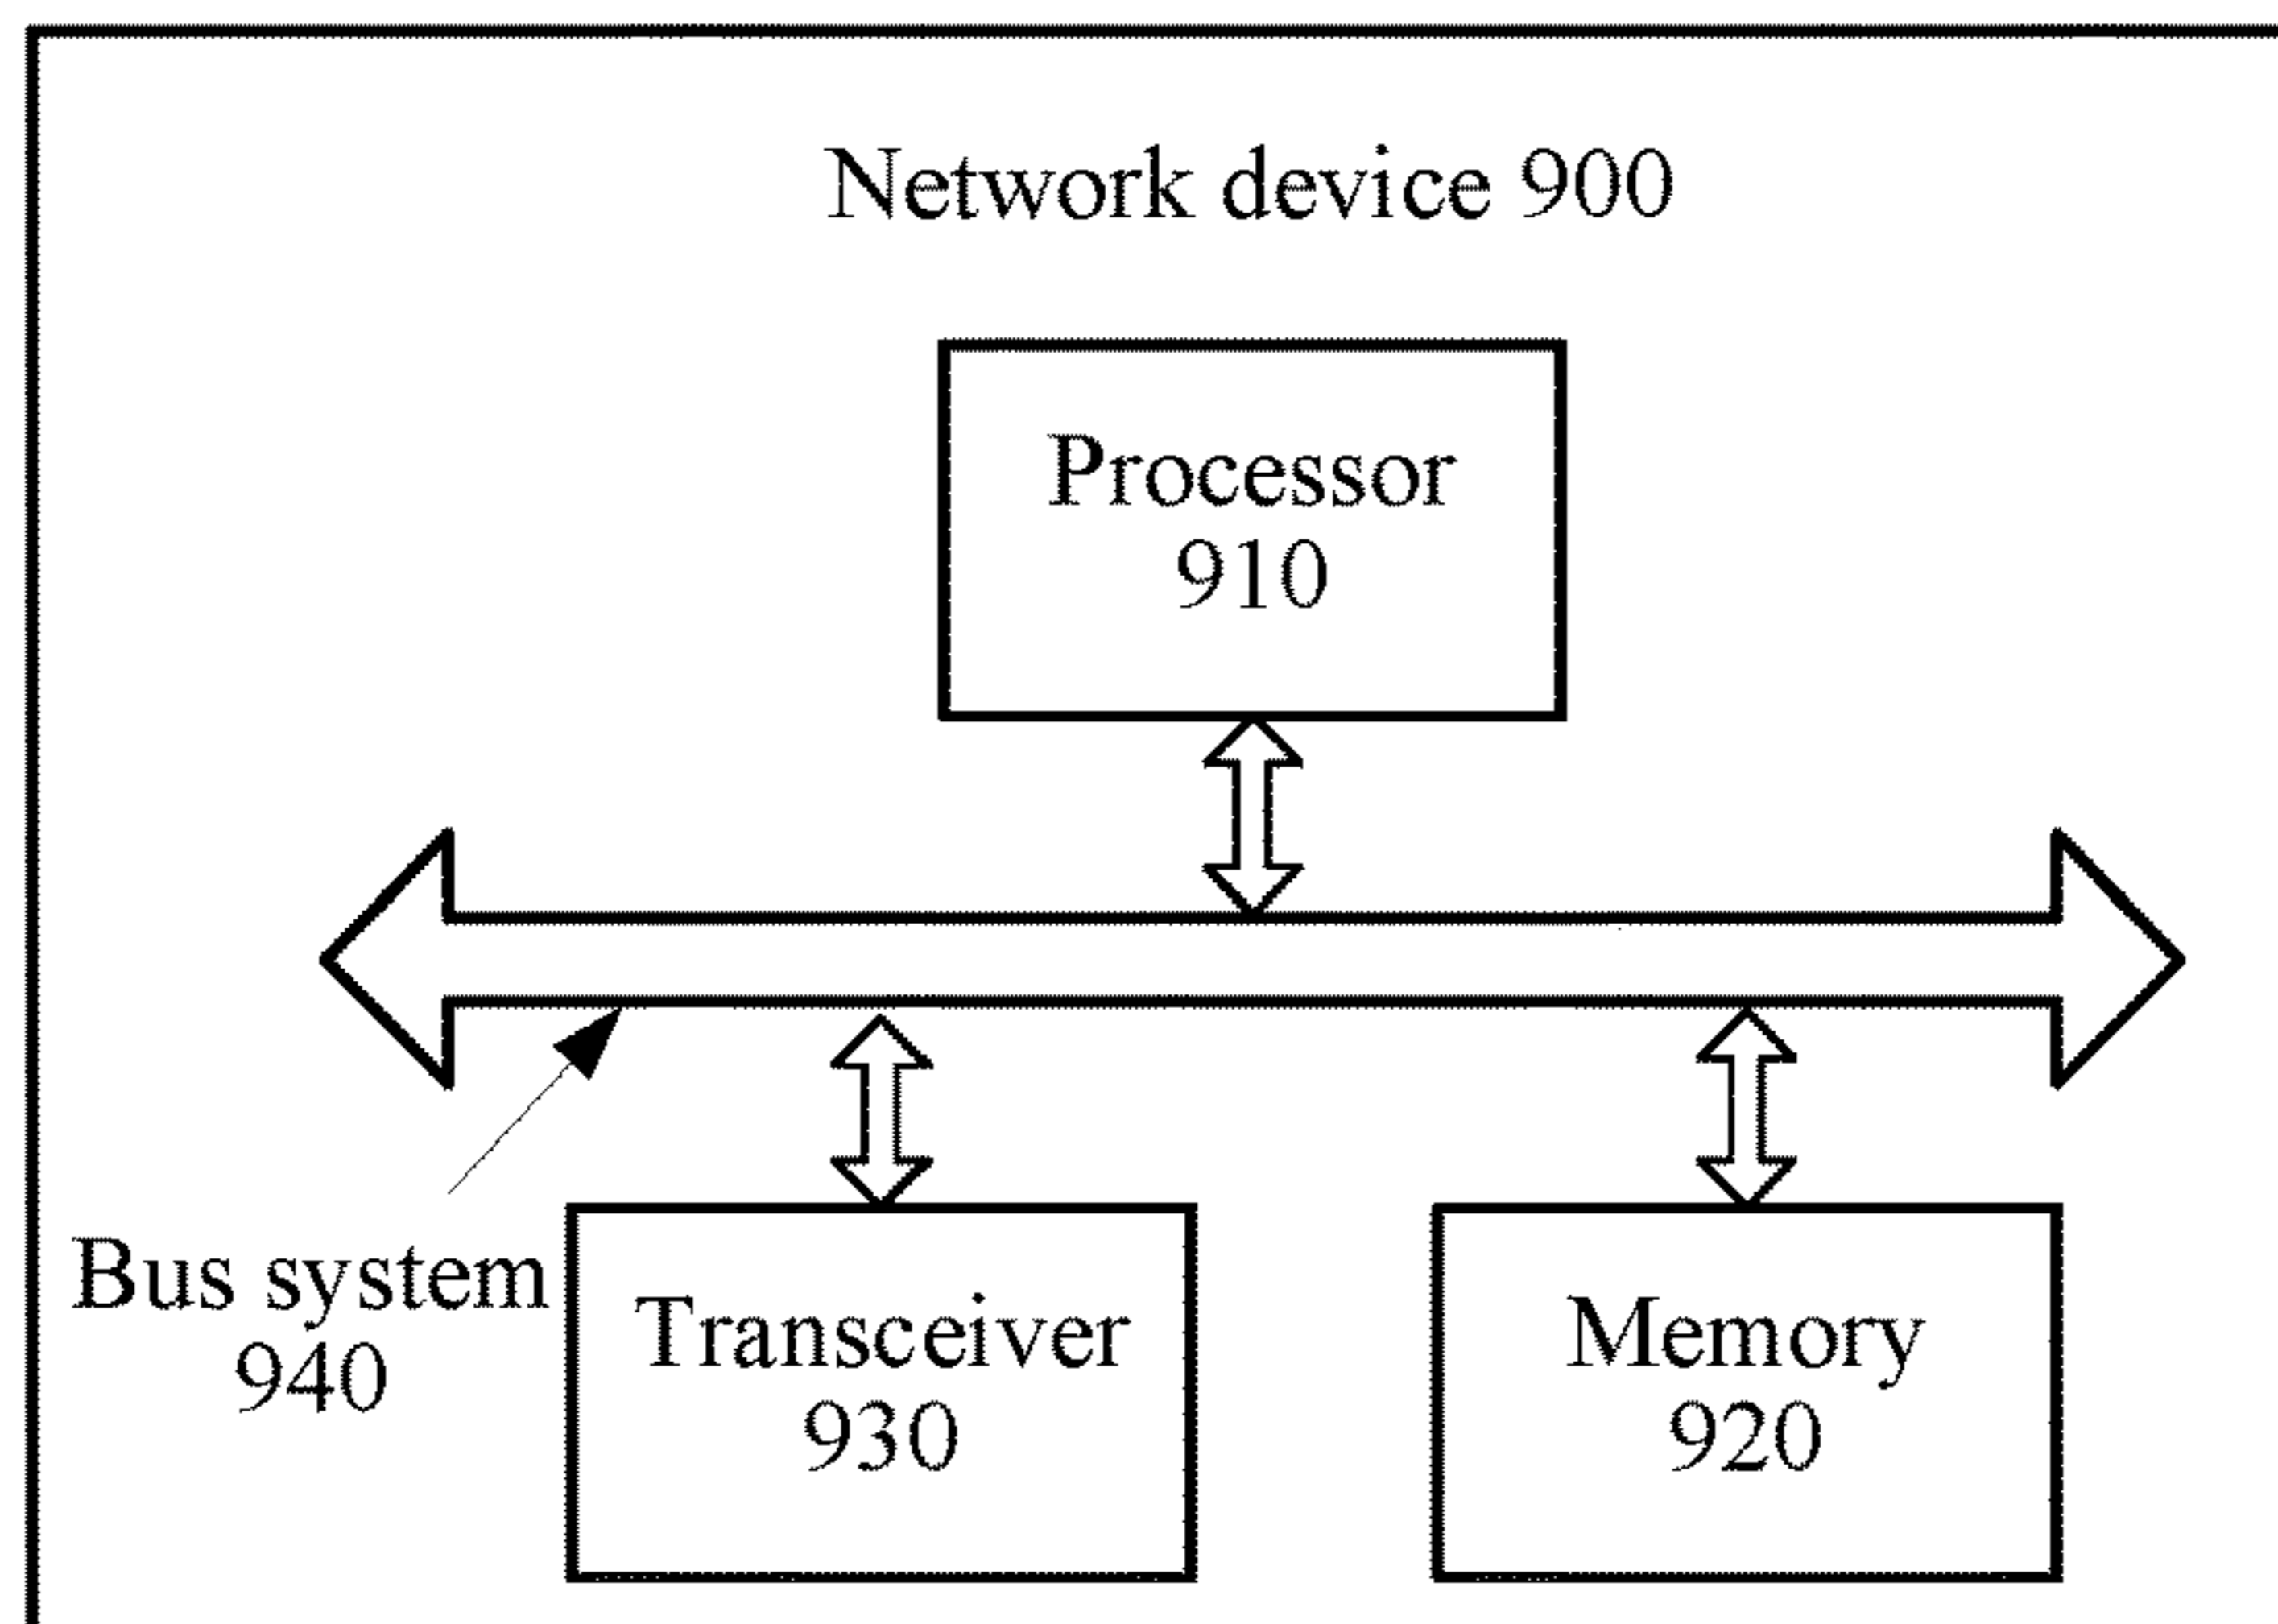 Network device 900
Processor
910
Bus system
940
Transceiver
930
Memory
920